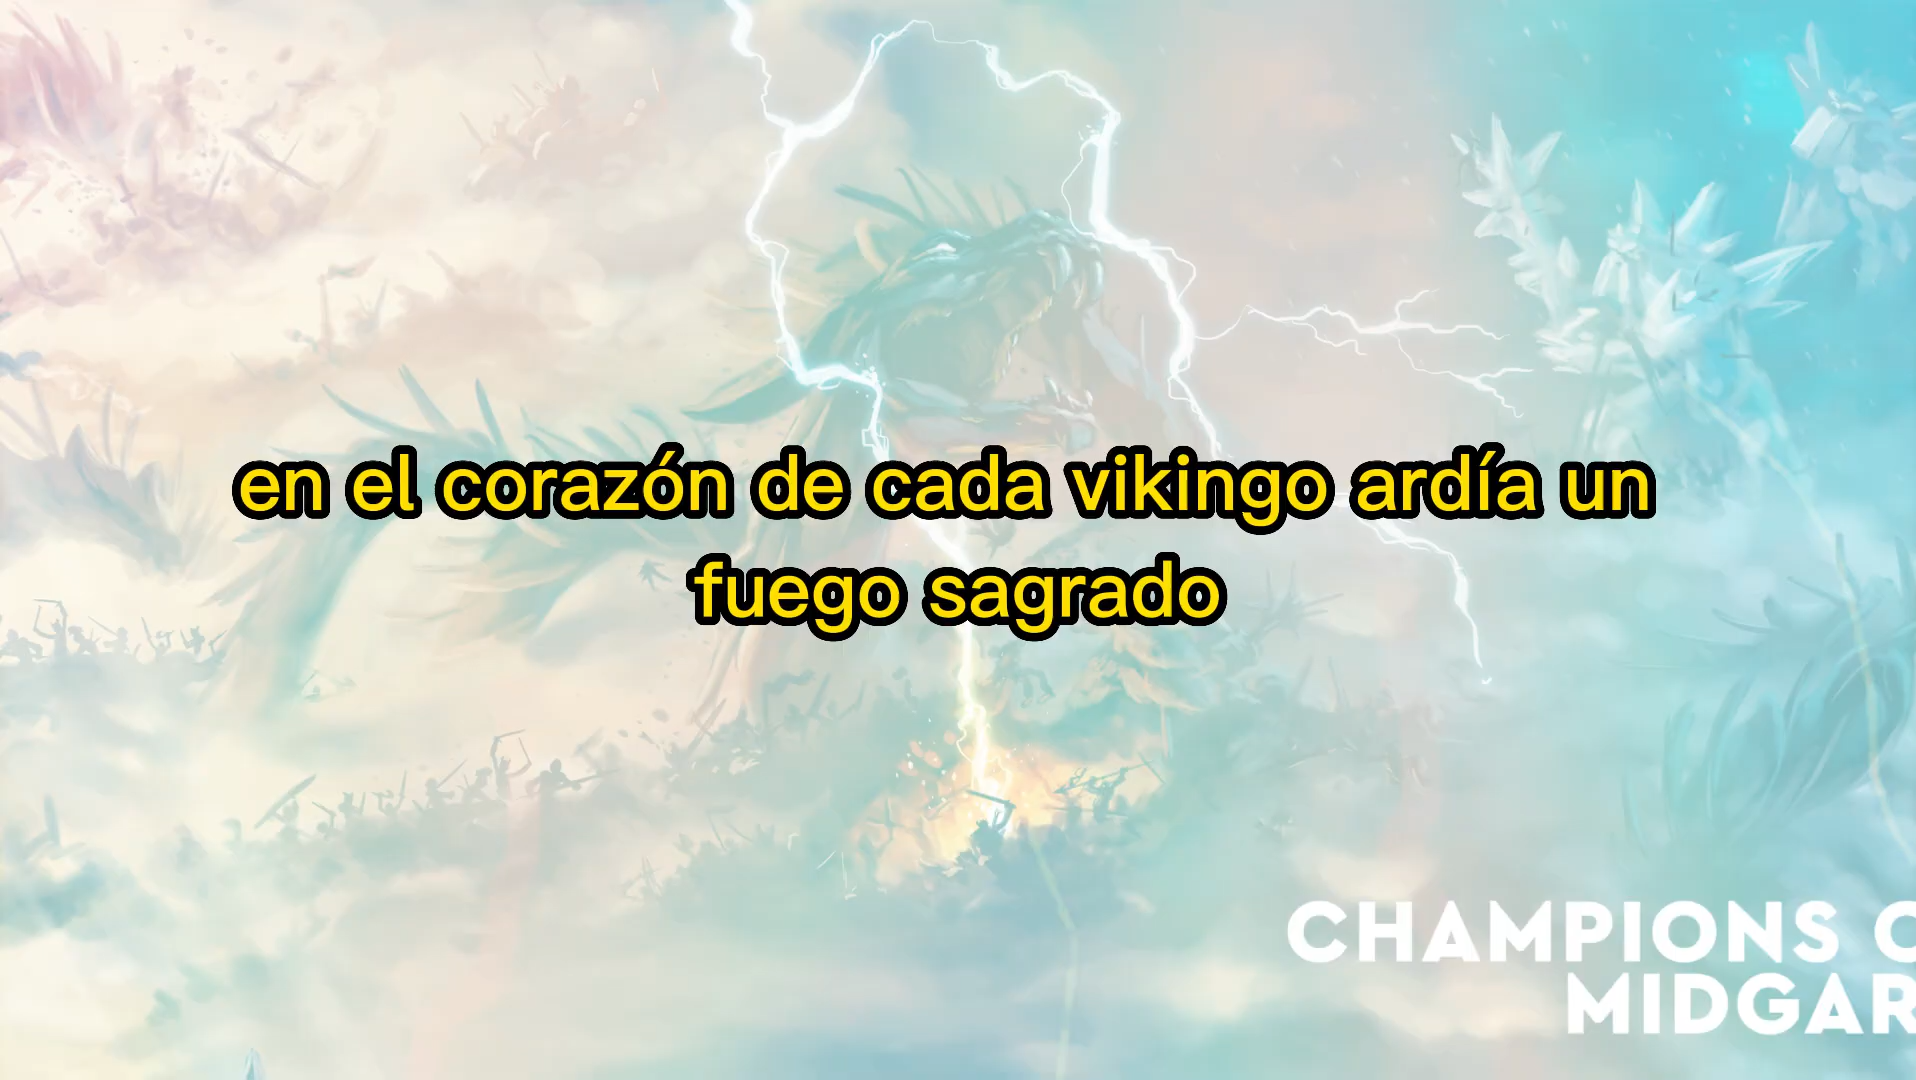 en el corazón de cada vikingo ardía un
fuego sagrado
CHAMPIONS
MIDGAR